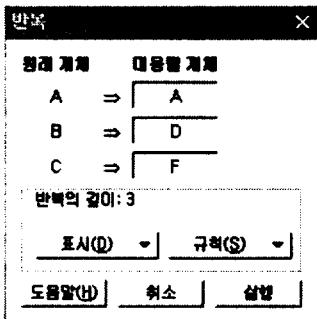 반복
원래 개체 대응할 개체
A ⇒ A
B ⇒ D
C ⇒ F
반복의 깊이: 3
표시(D) 규칙(S)
도움말(H) 취소 실행